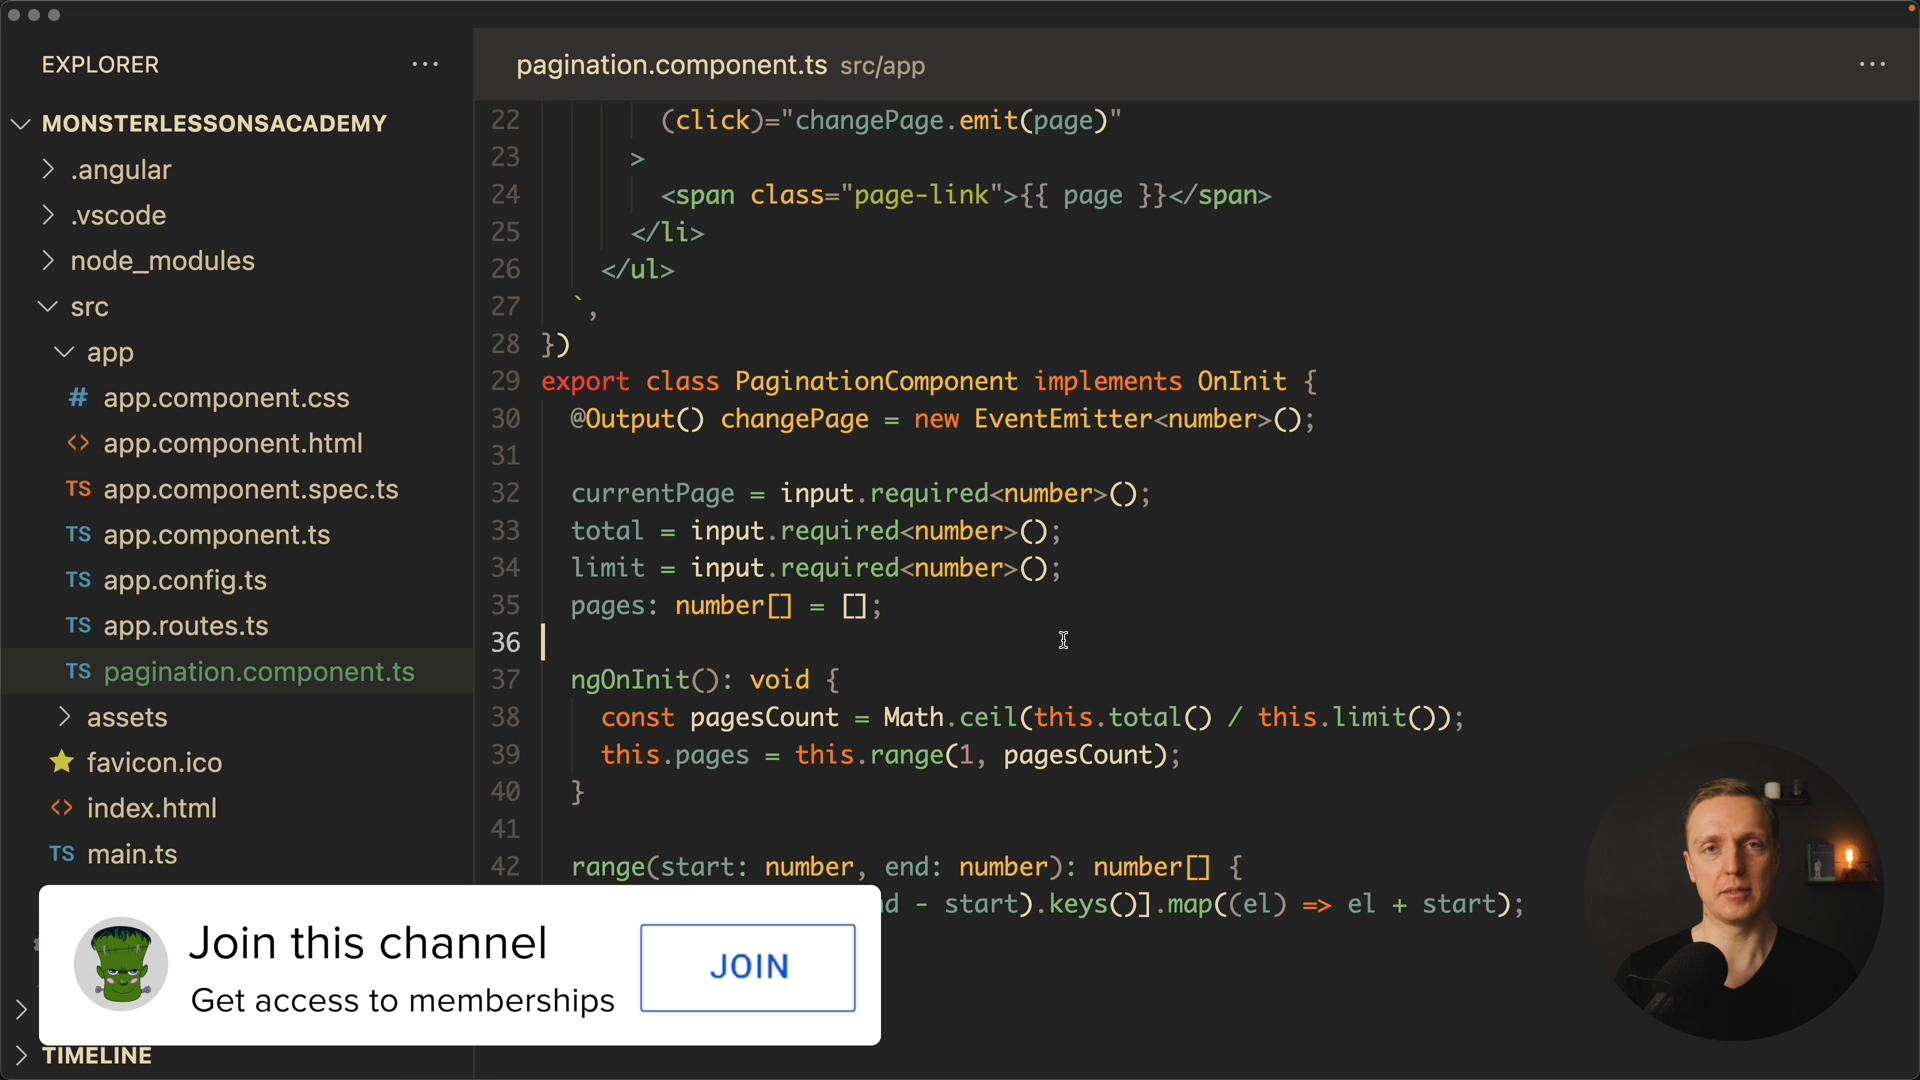 EXPLORER
MONSTERLESSONSACADEMY
.angular
.vscode
node_modules
src
app
# app.component.css
<> app.component.html
TS app.component.spec.ts
TS app.component.ts
TS app.config.ts
TS app.routes.ts
TS pagination.component.ts
assets
favicon.ico
<> index.html
TS main.ts
TIMELINE
pagination.component.ts src/app
22 (click)="changePage.emit(page)"
23 >
24 <span class="page-link">{{ page }}</span>
25 </li>
26 </ul>
27 `,
28 })
29 export class PaginationComponent implements OnInit {
30 @Output() changePage = new EventEmitter<number>();
31
32 currentPage = input.required<number>();
33 total = input.required<number>();
34 limit = input.required<number>();
35 pages: number[] = [];
36
37 ngOnInit(): void {
38 const pagesCount = Math.ceil(this.total() / this.limit());
39 this.pages = this.range(1, pagesCount);
40 }
41
42 range(start: number, end: number): number[] {
- start).keys()].map((el) => el + start);
Join this channel
Get access to memberships
JOIN